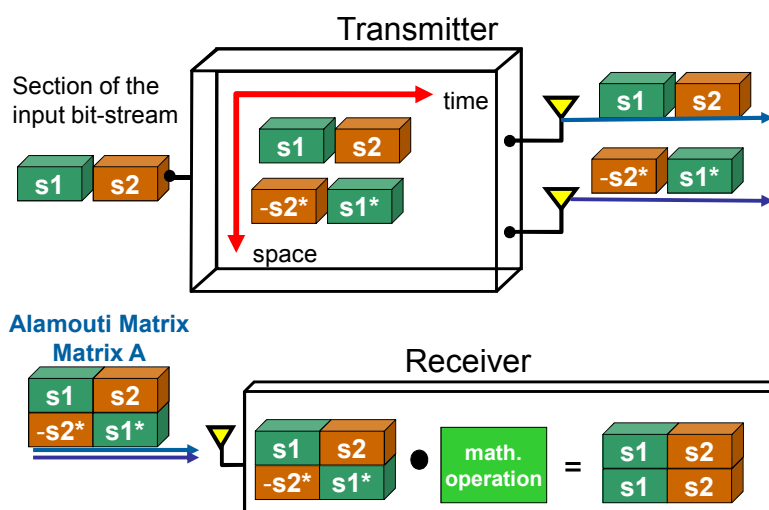 Transmitter
Section of the
input bit-stream
s1 s2
time
s1 s2
-s2* s1*
space
s1 s2
-s2* s1*
Alamouti Matrix
Matrix A
s1 s2
-s2* s1*
Receiver
s1 s2
-s2* s1*
math.
operation
=
s1 s2
s1 s2